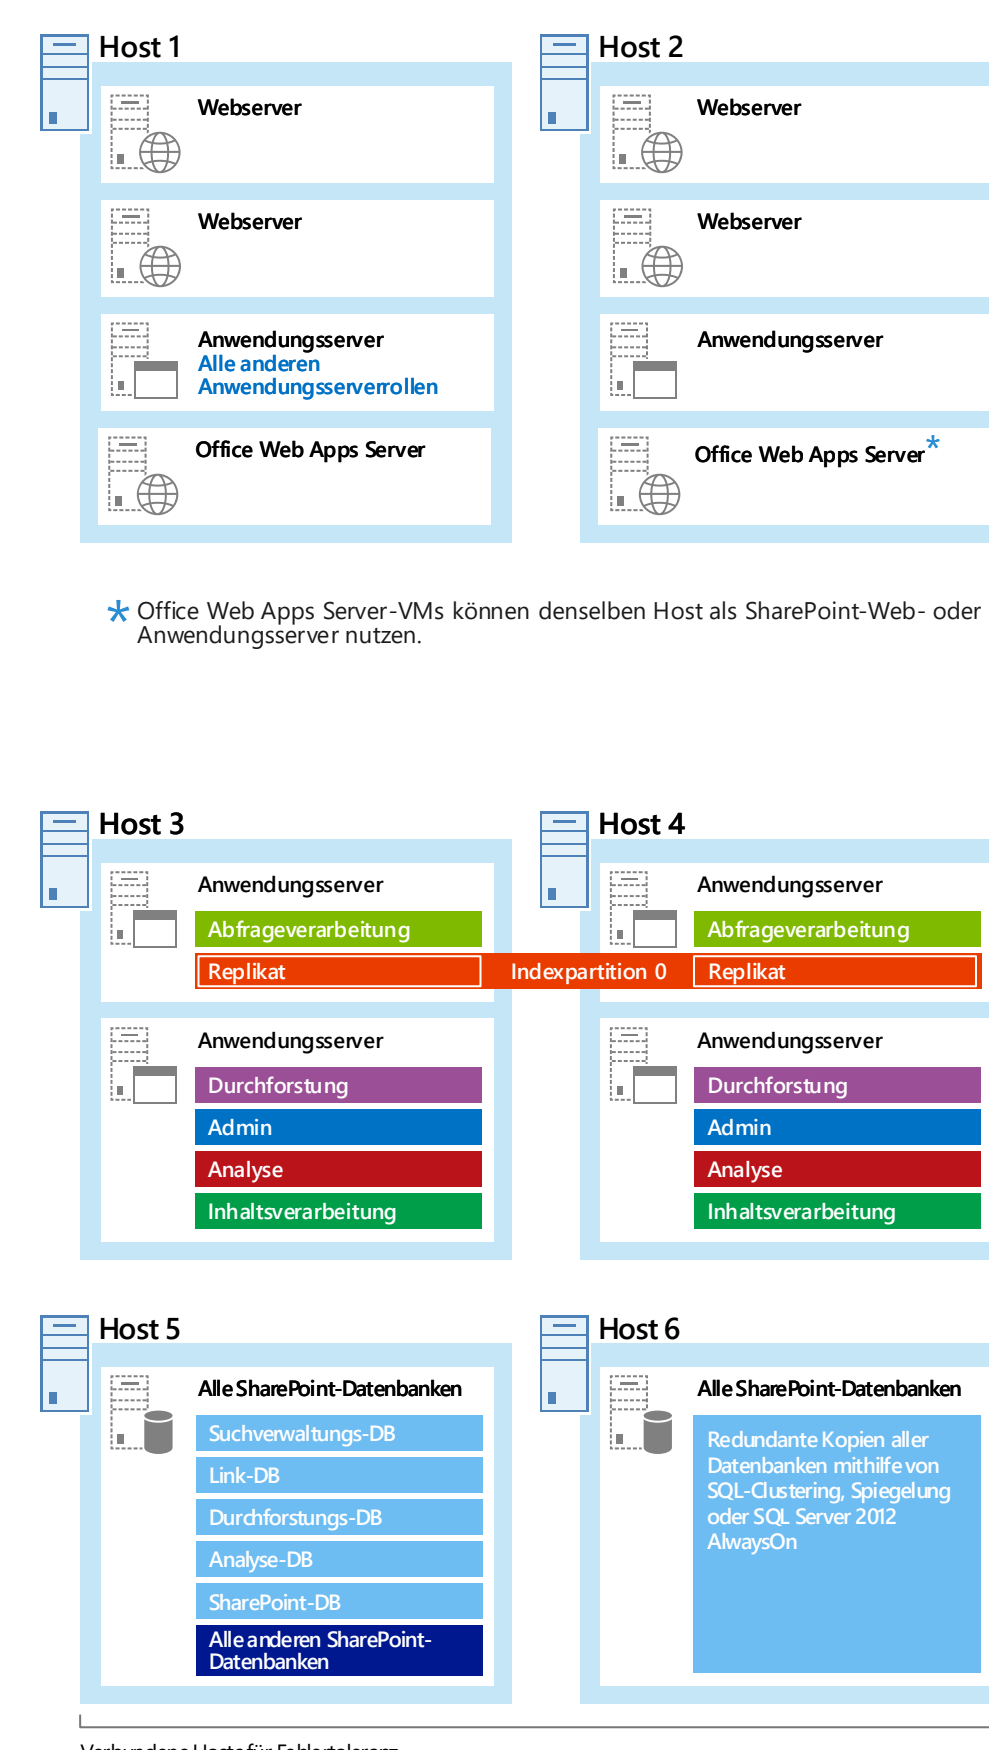 Host 1
Webserver
Webserver
Anwendungsserver
Alle anderen
Anwendungsserverrollen
Office Web Apps Server
Host 2
Webserver
Webserver
Anwendungsserver
Office Web Apps Server*
* Office Web Apps Server-VMs können denselben Host als SharePoint-Web- oder
Anwendungsserver nutzen.
Host 3
Anwendungsserver
Abfrageverarbeitung
Replikat
Indexpartition 0
Anwendungsserver
Durchforstung
Admin
Analyse
Inhaltsverarbeitung
Host 4
Anwendungsserver
Abfrageverarbeitung
Replikat
Anwendungsserver
Durchforstung
Admin
Analyse
Inhaltsverarbeitung
Host 5
Alle SharePoint-Datenbanken
Suchverwaltungs-DB
Link-DB
Durchforstungs-DB
Analyse-DB
SharePoint-DB
Alle anderen SharePoint-
Datenbanken
Host 6
Alle SharePoint-Datenbanken
Redundante Kopien aller
Datenbanken mithilfe von
SQL-Clustering, Spiegelung
oder SQL Server 2012
AlwaysOn
Verbundene Hosts für Fehlertoleranz